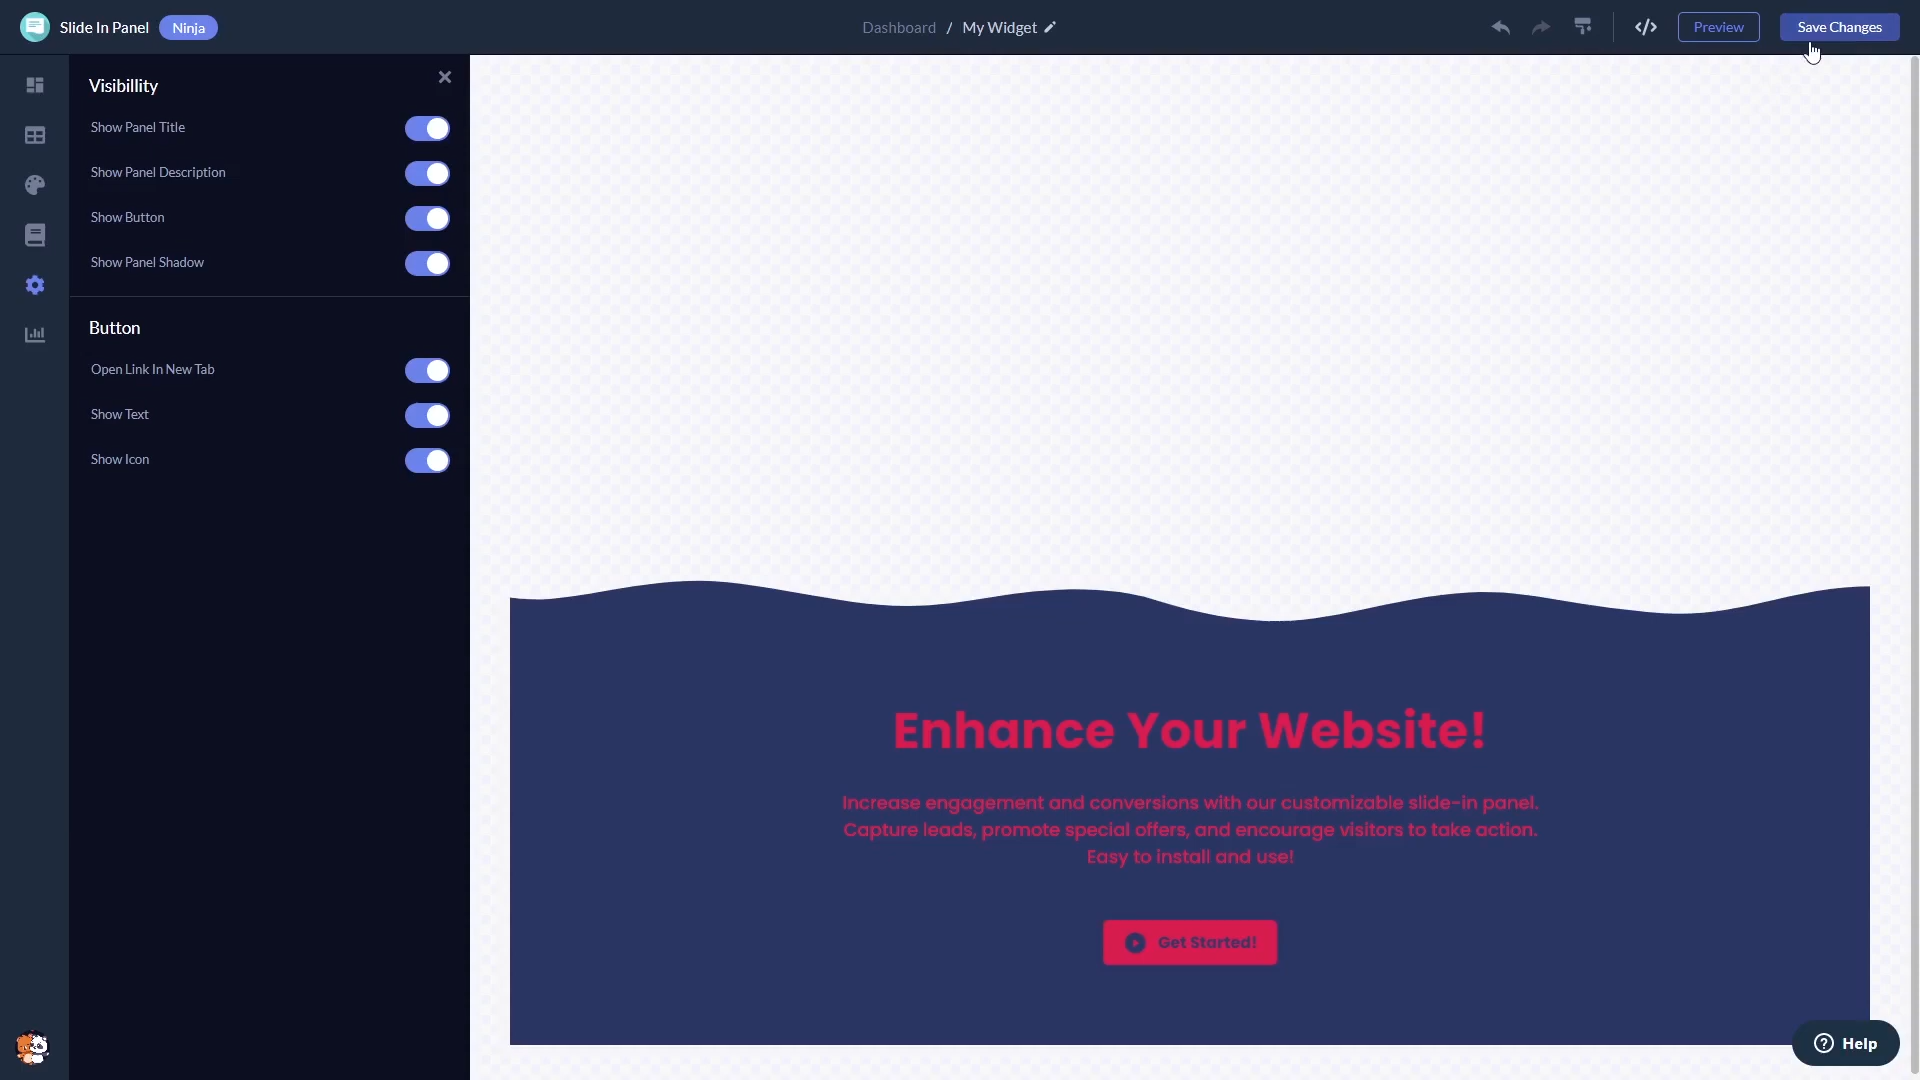 Slide In Panel Ninja
Dashboard / My Widget
Preview
Save Changes
Visibillity
Show Panel Title
Show Panel Description
Show Button
Show Panel Shadow
Button
Open Link In New Tab
Show Text
Show Icon
Enhance Your Website!
Increase engagement and conversions with our customizable slide-in panel.
Capture leads, promote special offers, and encourage visitors to take action.
Easy to install and use!
Get Started!
Help